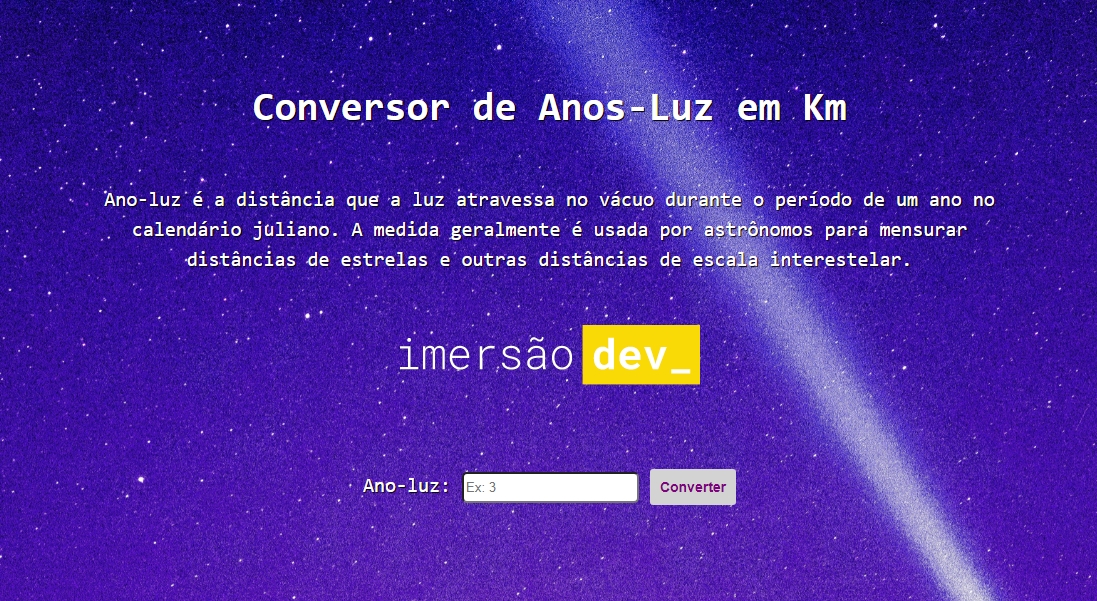 Conversor de Anos-Luz em Km
Ano-luz é a distância que a luz atravessa no vácuo durante o período de um ano no
calendário juliano. A medida geralmente é usada por astrônomos para mensurar
distâncias de estrelas e outras distâncias de escala interestelar.
imersão dev_
Ano-luz: Ex: 3 Converter